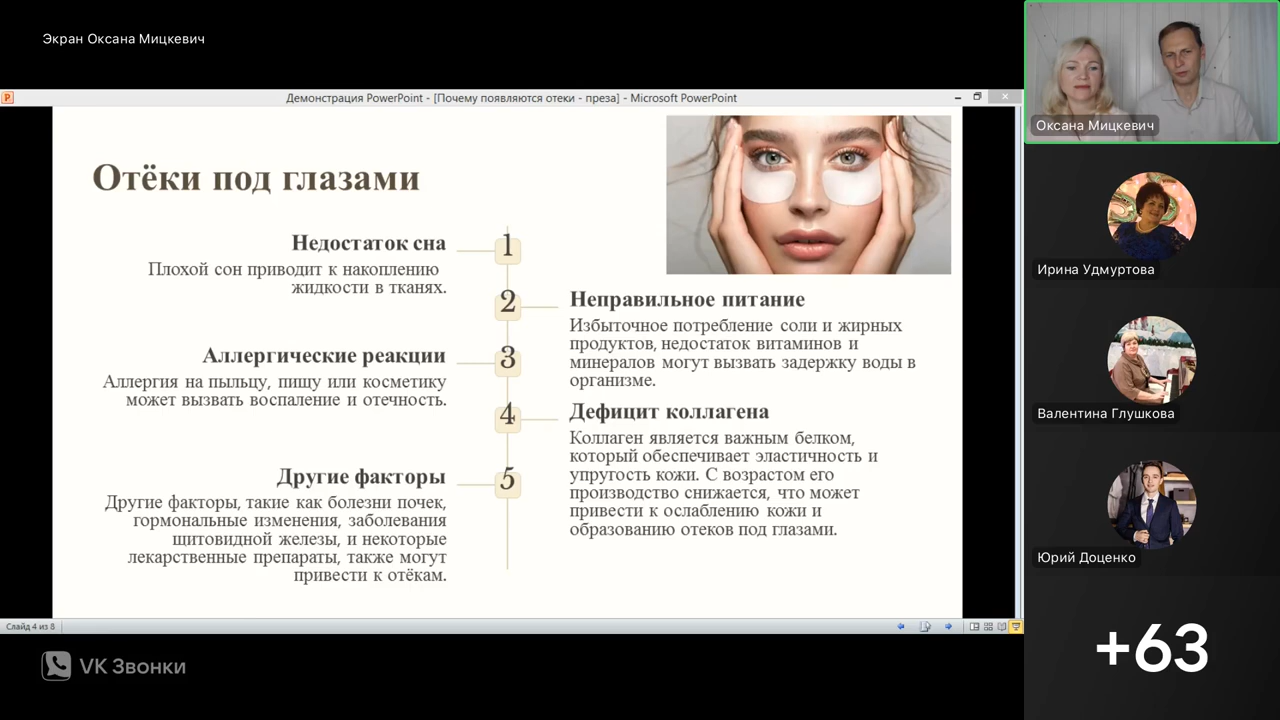 Экран Оксана Мицкевич
Демонстрация PowerPoint - [Почему появляются отеки - преза] - Microsoft PowerPoint
Отёки под глазами
Недостаток сна
Плохой сон приводит к накоплению
жидкости в тканях.
1
2
Неправильное питание
Избыточное потребление соли и жирных
продуктов, недостаток витаминов и
минералов могут вызвать задержку воды в
организме.
Аллергические реакции
Аллергия на пыльцу, пищу или косметику
может вызвать воспаление и отечность.
3
4
Дефицит коллагена
Коллаген является важным белком,
который обеспечивает эластичность и
упругость кожи. С возрастом его
производство снижается, что может
привести к ослаблению кожи и
образованию отеков под глазами.
Другие факторы
Другие факторы, такие как болезни почек,
гормональные изменения, заболевания
щитовидной железы, и некоторые
лекарственные препараты, также могут
привести к отёкам.
5
Слайд 4 из 8
VK Звонки
Оксана Мицкевич
Ирина Удмуртова
Валентина Глушкова
Юрий Доценко
+63